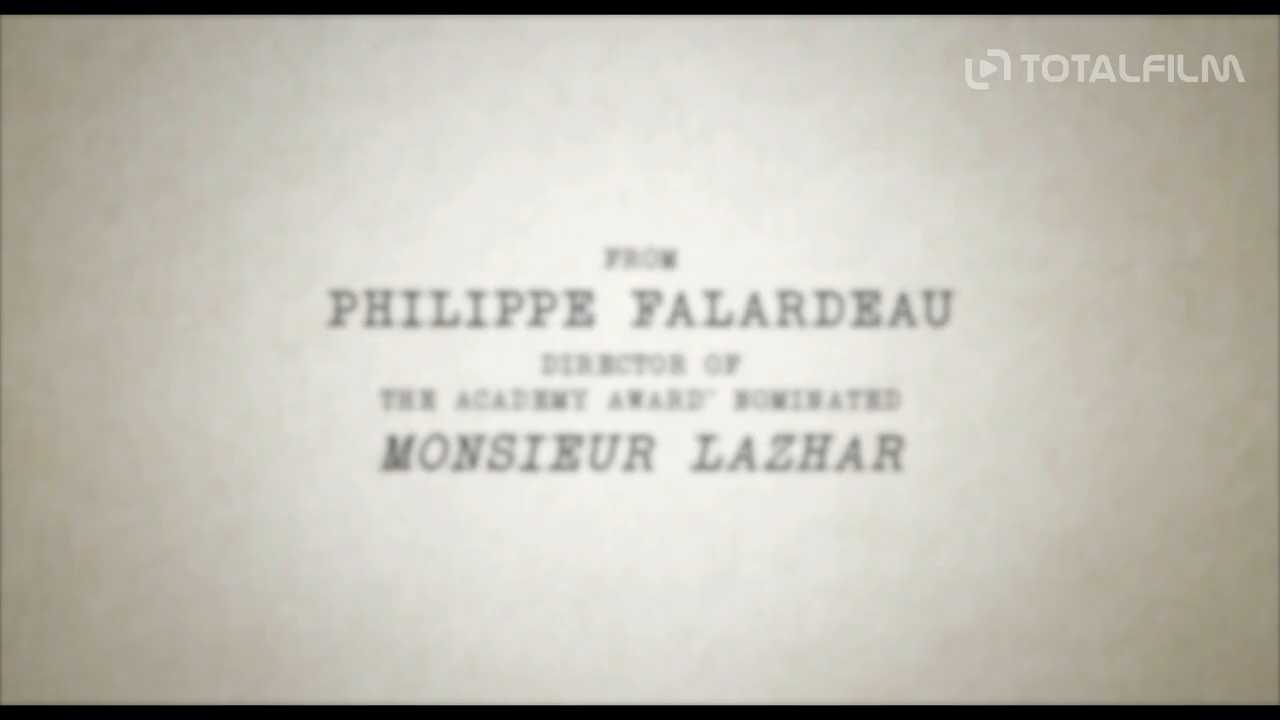 TOTALFILM
FROM
PHILIPPE FALARDEAU
DIRECTOR OF
THE ACADEMY AWARD® NOMINATED
MONSIEUR LAZHAR